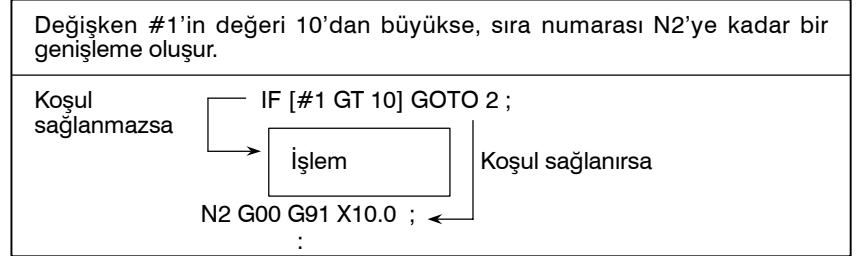 Değişken #1’in değeri 10’dan büyükse, sıra numarası N2’ye kadar bir
genişleme oluşur.
Koşul
sağlanmazsa
IF [#1 GT 10] GOTO 2 ;
İşlem
Koşul sağlanırsa
N2 G00 G91 X10.0 ;
: